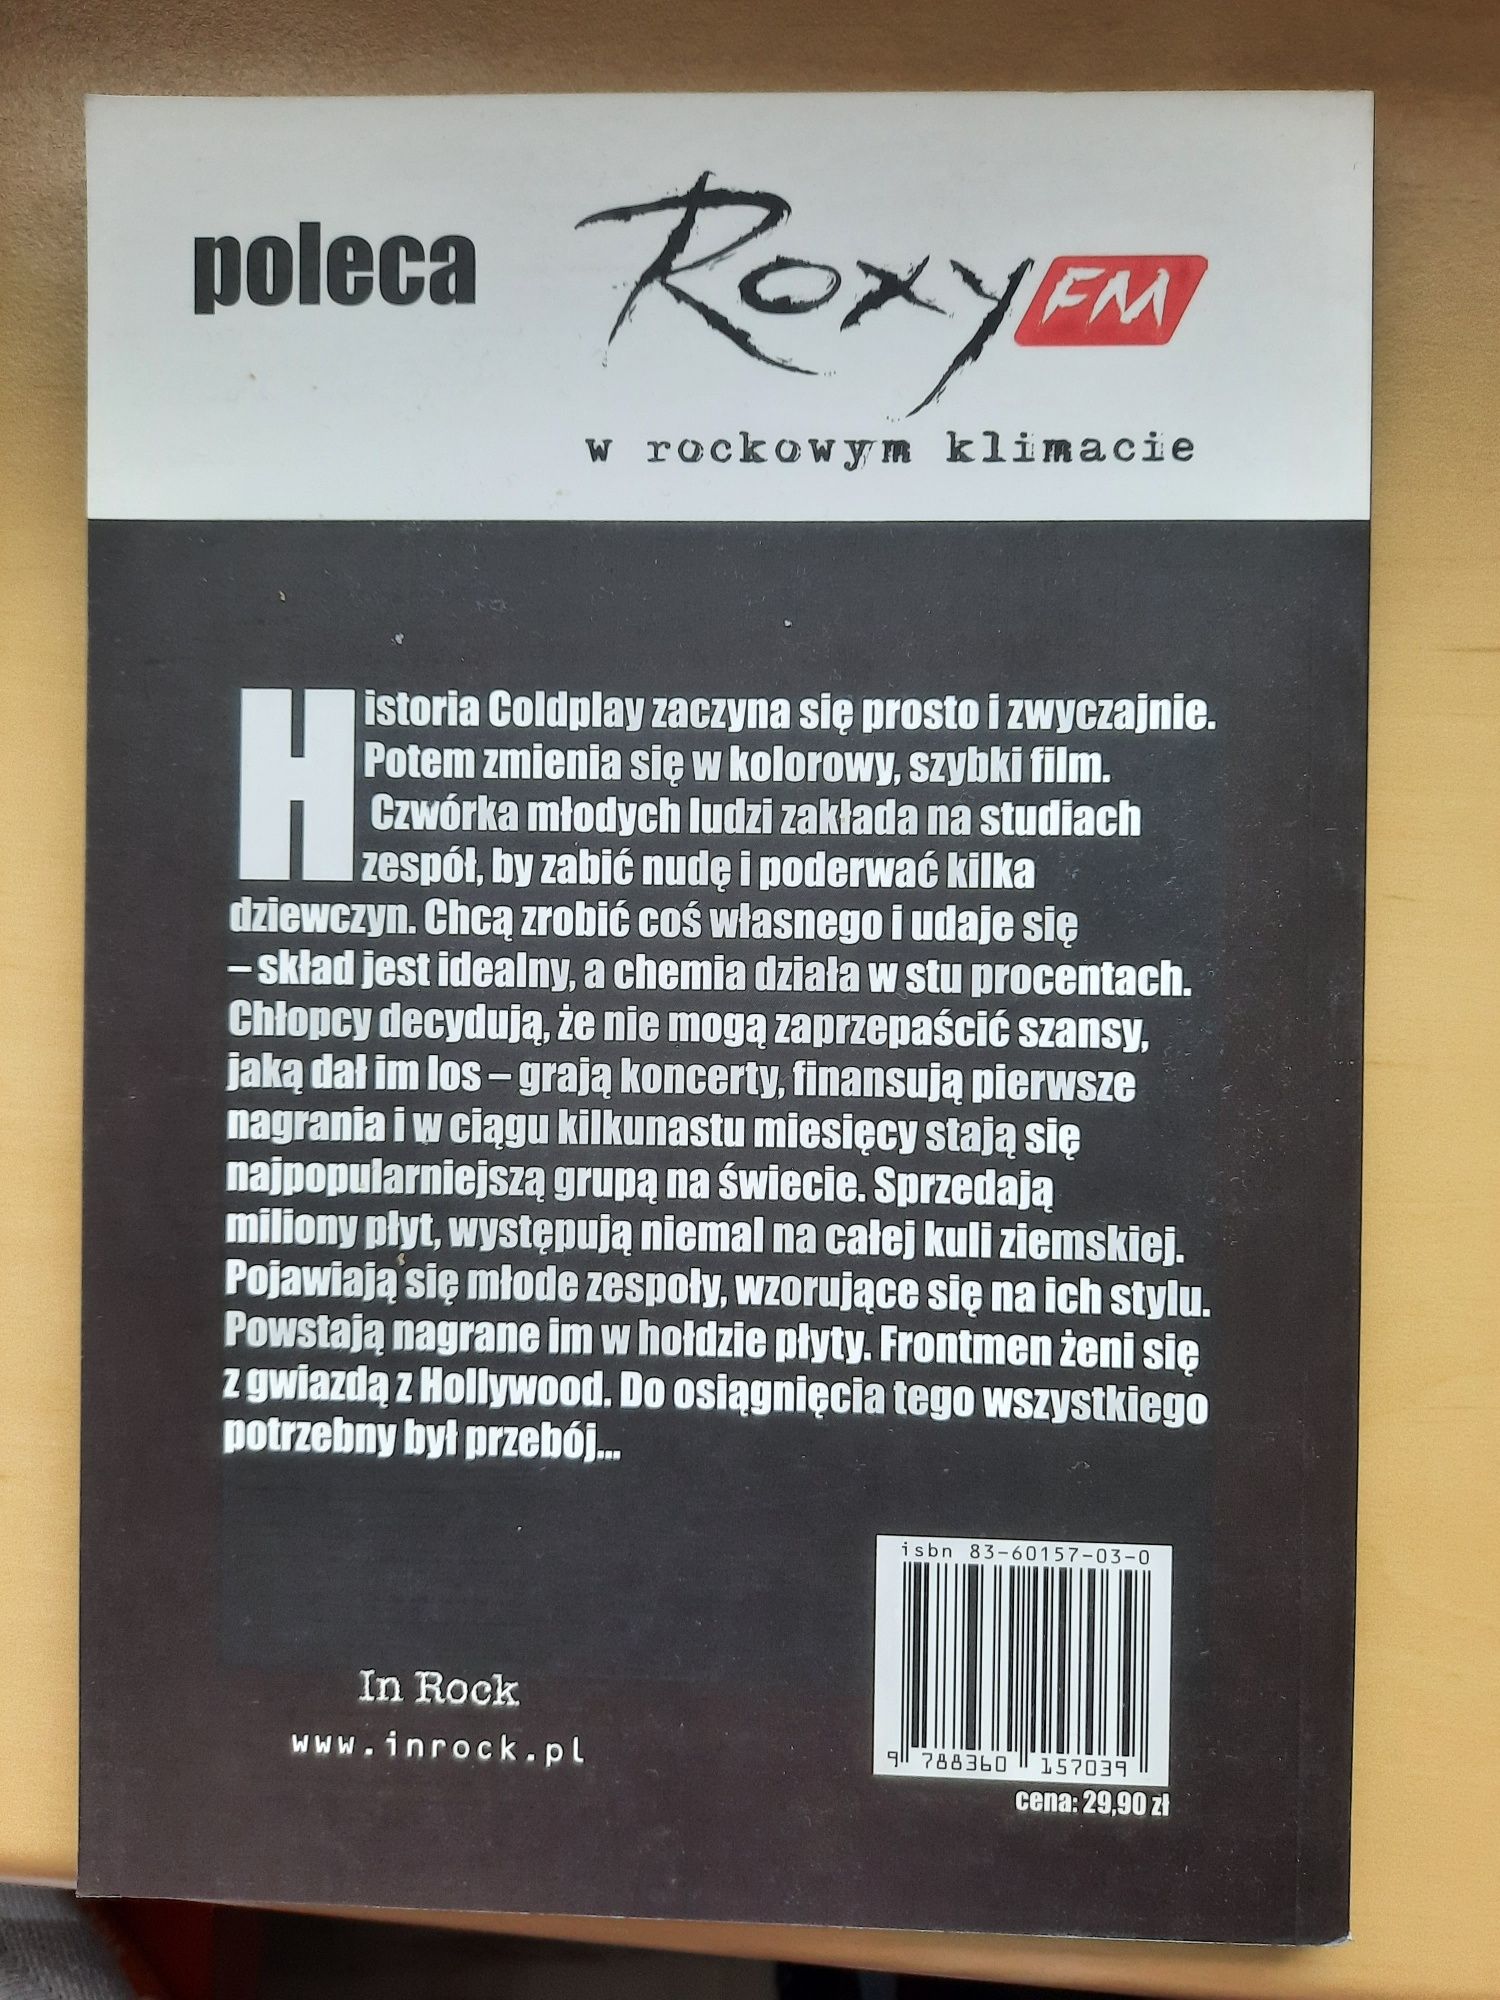 poleca
Roxy FM
w rockowym klimacie
Historia Coldplay zaczyna się prosto i zwyczajnie.
Potem zmienia się w kolorowy, szybki film.
Czwórka młodych ludzi zakłada na studiach
zespół, by zabić nudę i poderwać kilka
dziewczyn. Chcą zrobić coś własnego i udaje się
– skład jest idealny, a chemia działa w stu procentach.
Chłopcy decydują, że nie mogą zaprzepaścić szansy,
jaką dał im los – grają koncerty, finansują pierwsze
nagrania i w ciągu kilkunastu miesięcy stają się
najpopularniejszą grupą na świecie. Sprzedają
miliony płyt, występują niemal na całej kuli ziemskiej.
Pojawiają się młode zespoły, wzorujące się na ich stylu.
Powstają nagrane im w hołdzie płyty. Frontmen żeni się
z gwiazdą z Hollywood. Do osiągnięcia tego wszystkiego
potrzebny był przebój...
isbn 83-60157-03-0
9 788360 157039
cena: 29,90 zł
In Rock
www.inrock.pl